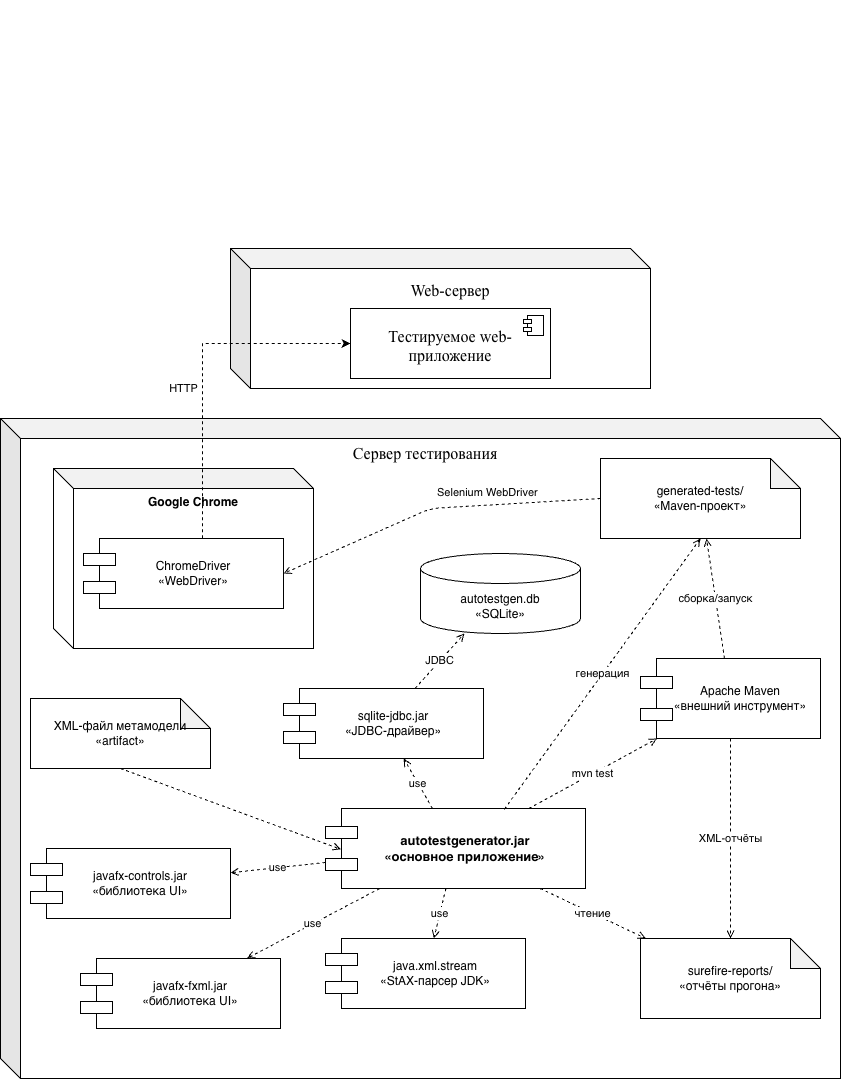 Web-сервер
Тестируемое web-
приложение
HTTP
Сервер тестирования
Google Chrome
ChromeDriver
«WebDriver»
Selenium WebDriver
generated-tests/
«Maven-проект»
autotestgen.db
«SQLite»
сборка/запуск
JDBC
генерация
Apache Maven
«внешний инструмент»
XML-файл метамодели
«artifact»
sqlite-jdbc.jar
«JDBC-драйвер»
mvn test
use
XML-отчёты
autotestgenerator.jar
«основное приложение»
javafx-controls.jar
«библиотека UI»
use
use
use
чтение
javafx-fxml.jar
«библиотека UI»
java.xml.stream
«StAX-парсер JDK»
surefire-reports/
«отчёты прогона»